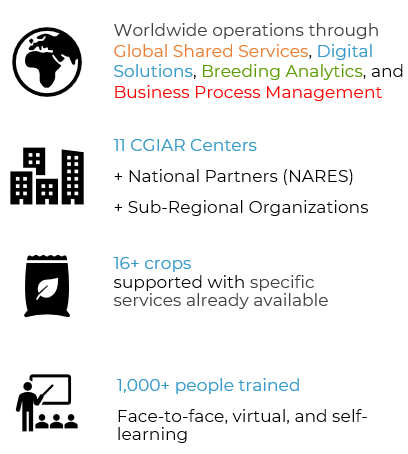 Worldwide operations through
Global Shared Services, Digital
Solutions, Breeding Analytics, and
Business Process Management
11 CGIAR Centers
+ National Partners (NARES)
+ Sub-Regional Organizations
16+ crops
supported with specific
services already available
1,000+ people trained
Face-to-face, virtual, and self-
learning